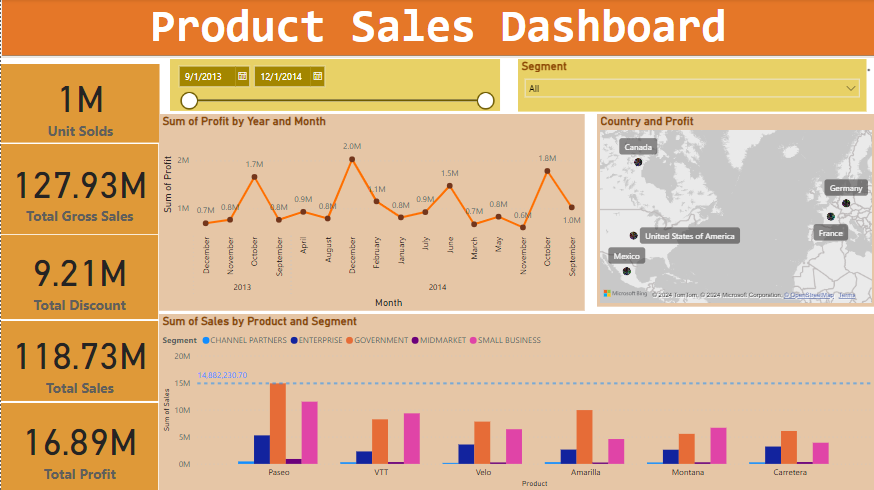 Product Sales Dashboard
1M
Unit Solds
127.93M
Total Gross Sales
9.21M
Total Discount
118.73M
Total Sales
16.89M
Total Profit
9/1/2013
12/1/2014
Segment
All
Sum of Profit by Year and Month
Sum of Profit
2M
1M
0.7M 0.8M 1.7M 0.8M 0.9M 0.8M 2.0M 1.1M 0.8M 0.9M 1.5M 0.7M 0.8M 0.6M 1.8M 1.0M
December November October September April August December February January July June March May November October September
2013 2014
Month
Country and Profit
Canada
Germany
France
United States of America
Mexico
Microsoft Bing © 2024 TomTom, © 2024 Microsoft Corporation, © OpenStreetMap Terms
Sum of Sales by Product and Segment
Segment CHANNEL PARTNERS ENTERPRISE GOVERNMENT MIDMARKET SMALL BUSINESS
Sum of Sales
20M
14,882,230.70
15M
10M
5M
0M
Paseo VTT Velo Amarilla Montana Carretera
Product